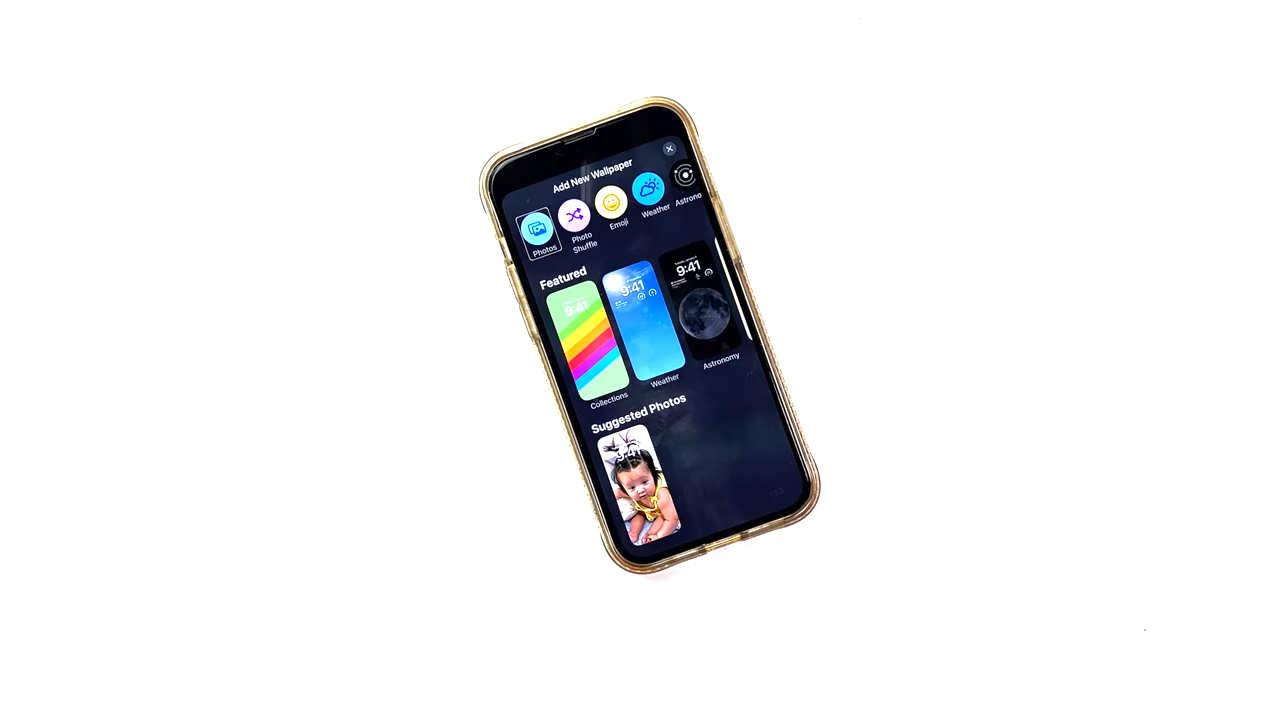 Add New Wallpaper
Photos
Photo
Shuffle
Emoji
Weather
Astrono
Featured
9:41
9:41
9:41
Collections
Weather
Astronomy
Suggested Photos
9:41